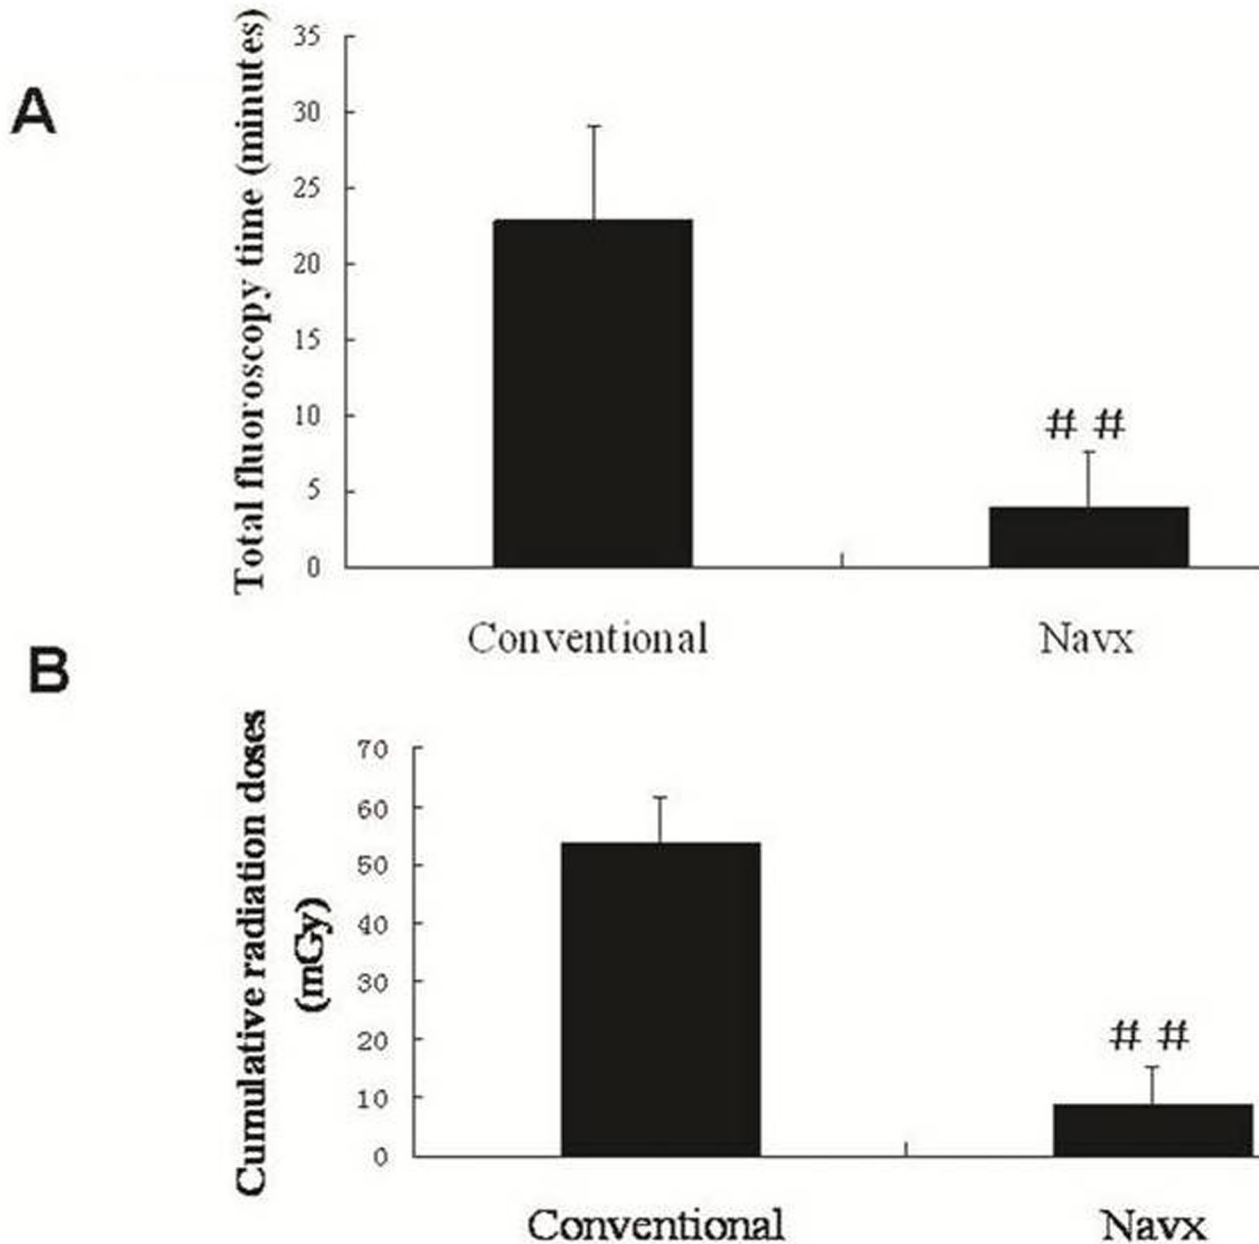 A
Total fluoroscopy time (minutes)
35
30
25
20
15
10
5
0
# #
Conventional Navx
B
Cumulative radiation doses
(mGy)
70
60
50
40
30
20
10
0
# #
Conventional Navx